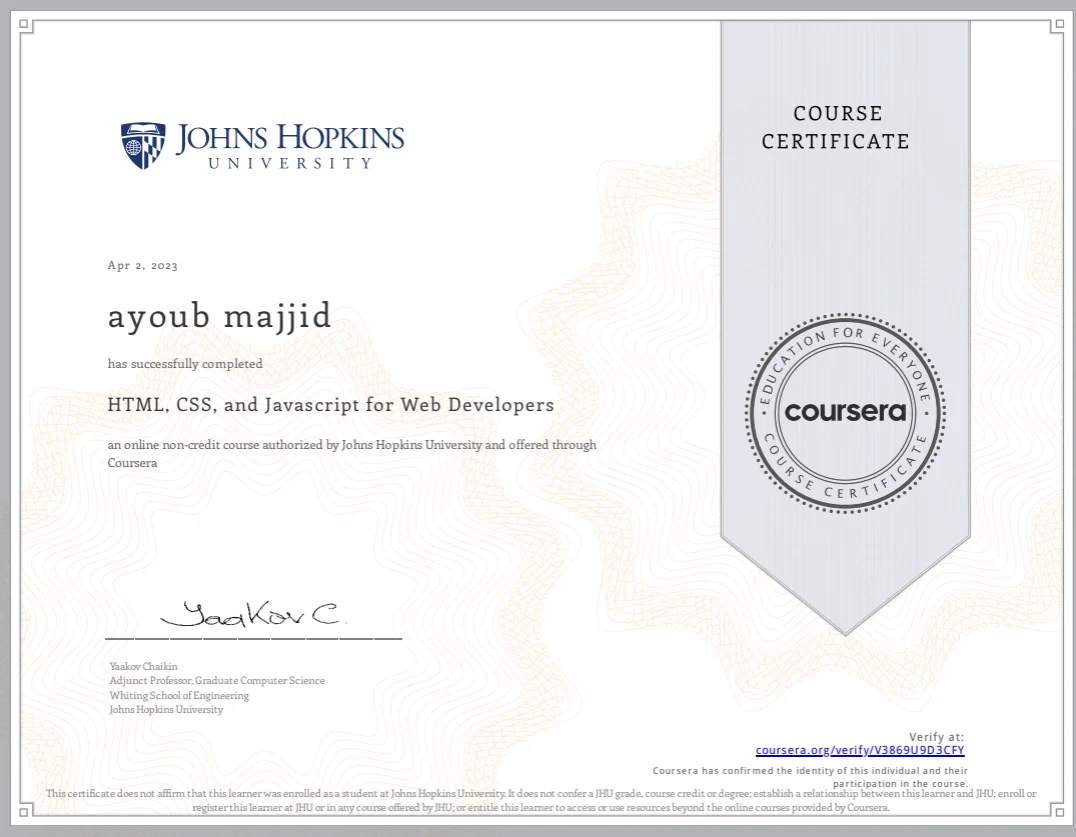 JOHNS HOPKINS
UNIVERSITY
COURSE
CERTIFICATE
Apr 2, 2023
ayoub majjid
has successfully completed
HTML, CSS, and Javascript for Web Developers
an online non-credit course authorized by Johns Hopkins University and offered through
Coursera
EDUCATION FOR EVERYONE
coursera
COURSE CERTIFICATE
Yaakov C.
Yaakov Chaikin
Adjunct Professor, Graduate Computer Science
Whiting School of Engineering
Johns Hopkins University
Verify at:
coursera.org/verify/V3869U9D3CFY
Coursera has confirmed the identity of this individual and their
participation in the course.
This certificate does not affirm that this learner was enrolled as a student at Johns Hopkins University. It does not confer a JHU grade, course credit or degree; establish a relationship between this learner and JHU; enroll or
register this learner at JHU or in any course offered by JHU; or entitle this learner to access or use resources beyond the online courses provided by Coursera.